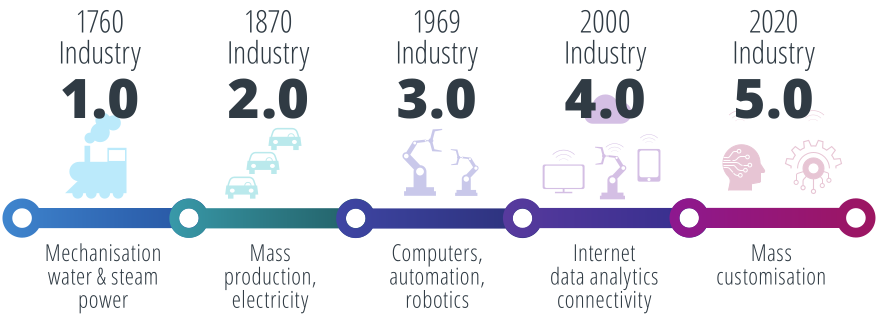 1760
Industry
1.0
Mechanisation
water & steam
power
1870
Industry
2.0
Mass
production,
electricity
1969
Industry
3.0
Computers,
automation,
robotics
2000
Industry
4.0
Internet
data analytics
connectivity
2020
Industry
5.0
Mass
customisation